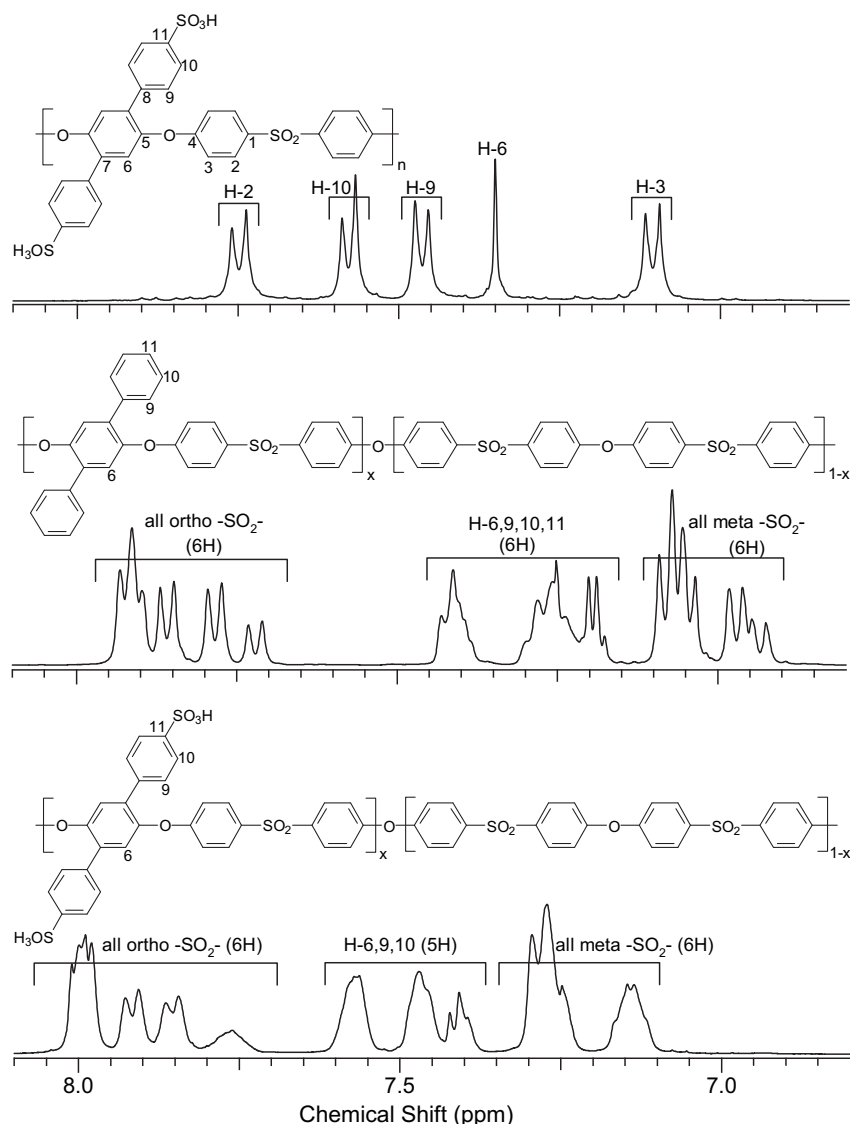 SO3H
11
10
8
9
O
5
O
4
1
SO2
7
6
3
2
n
H3OS
H-2
H-10
H-9
H-6
H-3
11
10
9
O
O
SO2
O
SO2
O
SO2
6
x
1-x
all ortho -SO2-
(6H)
H-6,9,10,11
(6H)
all meta -SO2-
(6H)
SO3H
11
10
9
O
O
SO2
O
SO2
O
SO2
6
x
1-x
H3OS
all ortho -SO2- (6H)
H-6,9,10 (5H)
all meta -SO2- (6H)
8.0
7.5
7.0
Chemical Shift (ppm)